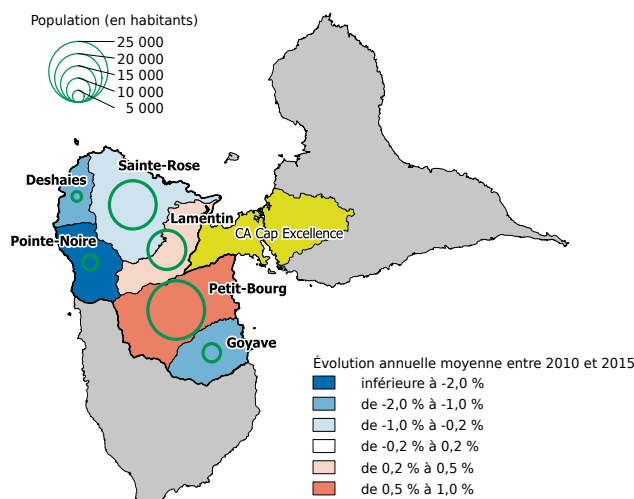 Population (en habitants)
25 000
20 000
15 000
10 000
5 000
Sainte-Rose
Deshaies
Lamentin
Pointe-Noire
CA Cap Excellence
Petit-Bourg
Goyave
Évolution annuelle moyenne entre 2010 et 2015
inférieure à -2,0 %
de -2,0 % à -1,0 %
de -1,0 % à -0,2 %
de -0,2 % à 0,2 %
de 0,2 % à 0,5 %
de 0,5 % à 1,0 %